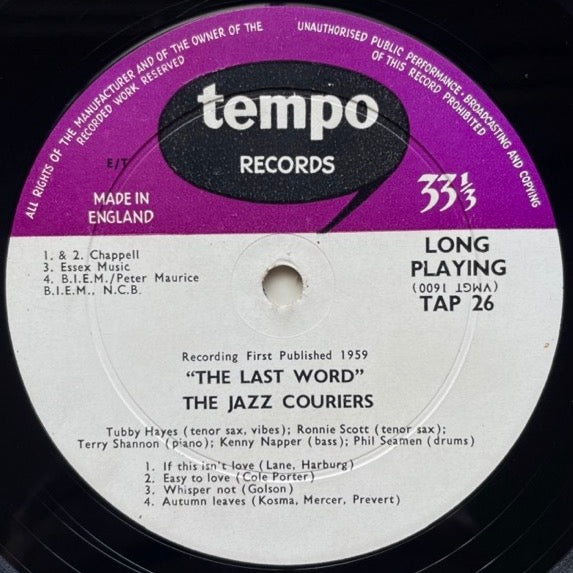 ALL RIGHTS OF THE MANUFACTURER AND OF THE OWNER OF THE
RECORDED WORK RESERVED
UNAUTHORISED PUBLIC PERFORMANCE · BROADCASTING AND COPYING
OF THIS RECORD PROHIBITED
tempo
RECORDS
E/T
MADE IN
ENGLAND
33⅓
1. & 2. Chappell
3. Essex Music
4. B.I.E.M./Peter Maurice
B.I.E.M., N.C.B.
LONG
PLAYING
(VMGT 1600)
TAP 26
Recording First Published 1959
"THE LAST WORD"
THE JAZZ COURIERS
Tubby Hayes (tenor sax, vibes); Ronnie Scott (tenor sax);
Terry Shannon (piano); Kenny Napper (bass); Phil Seamen (drums)
1. If this isn't love (Lane, Harburg)
2. Easy to love (Cole Porter)
3. Whisper not (Golson)
4. Autumn leaves (Kosma, Mercer, Prevert)